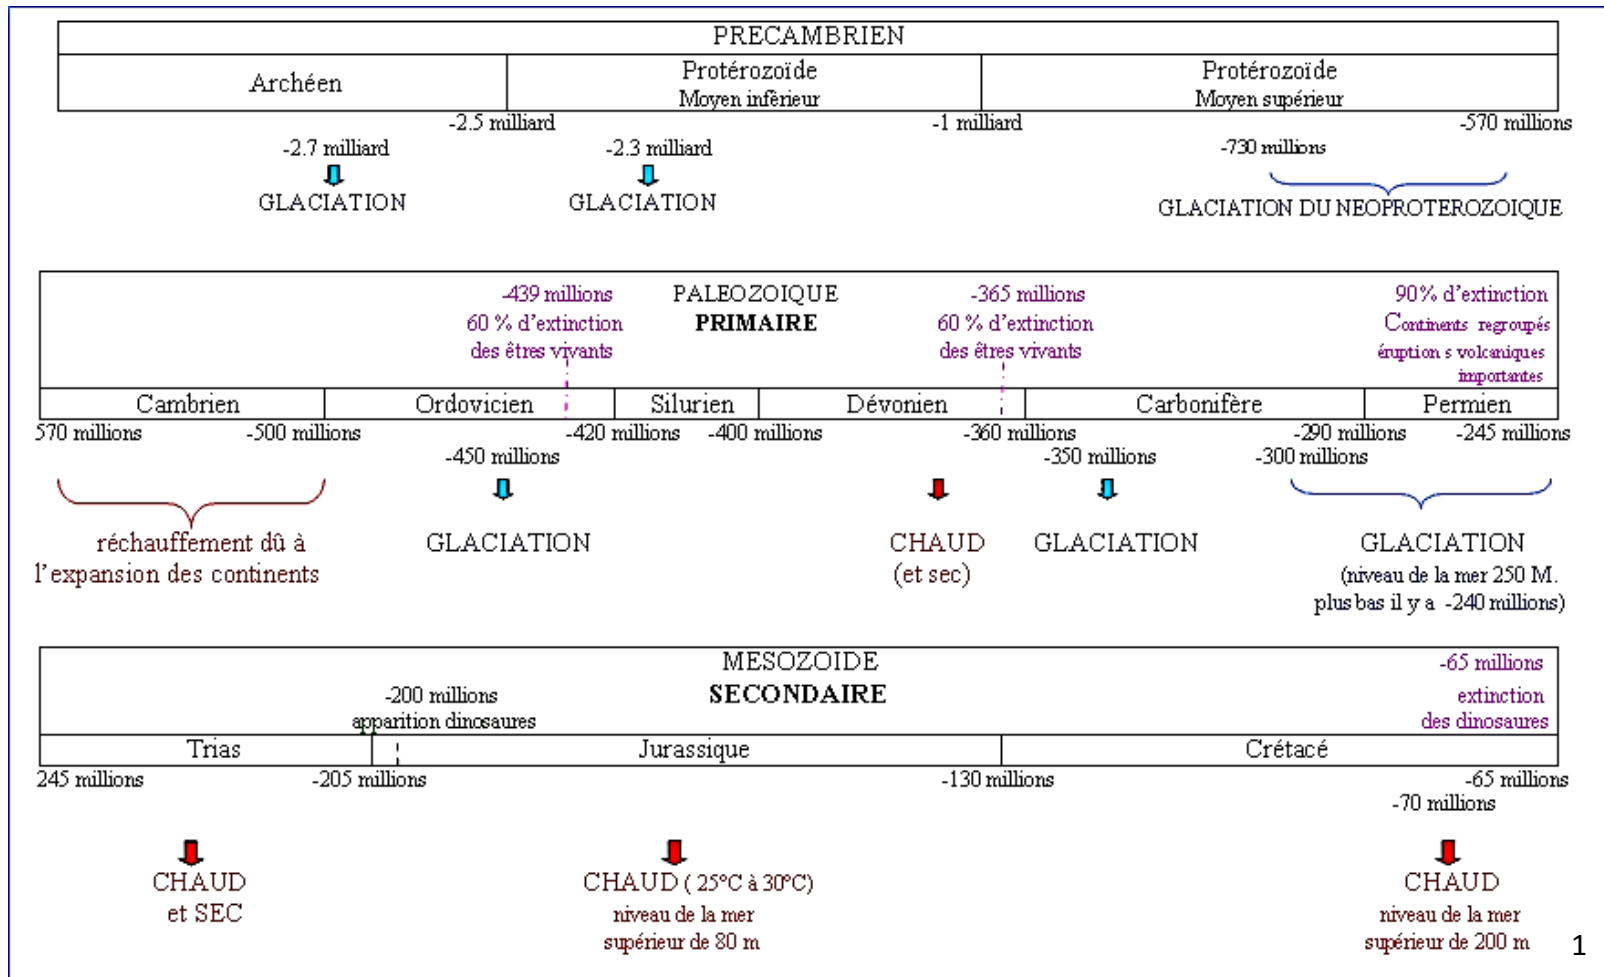 PRECAMBRIEN
Archéen
Protérozoïde
Moyen inférieur
Protérozoïde
Moyen supérieur
-2.5 milliard
-1 milliard
-570 millions
-2.7 milliard
-2.3 milliard
-730 millions
GLACIATION
GLACIATION
GLACIATION DU NEOPROTEROZOIQUE
-439 millions
60 % d'extinction
des êtres vivants
PALEOZOIQUE
PRIMAIRE
-365 millions
60 % d'extinction
des êtres vivants
90% d'extinction
Continents regroupés
éruption s volcaniques
importantes
Cambrien
Ordovicien
Silurien
Dévonien
Carbonifère
Permien
570 millions
-500 millions
-420 millions
-400 millions
-360 millions
-290 millions
-245 millions
-450 millions
-350 millions
-300 millions
réchauffement dû à
l'expansion des continents
GLACIATION
CHAUD
(et sec)
GLACIATION
GLACIATION
(niveau de la mer 250 M.
plus bas il y a -240 millions)
MESOZOIDE
SECONDAIRE
-200 millions
apparition dinosaures
-65 millions
extinction
des dinosaures
Trias
Jurassique
Crétacé
245 millions
-205 millions
-130 millions
-65 millions
-70 millions
CHAUD
et SEC
CHAUD ( 25°C à 30°C)
niveau de la mer
supérieur de 80 m
CHAUD
niveau de la mer
supérieur de 200 m
1